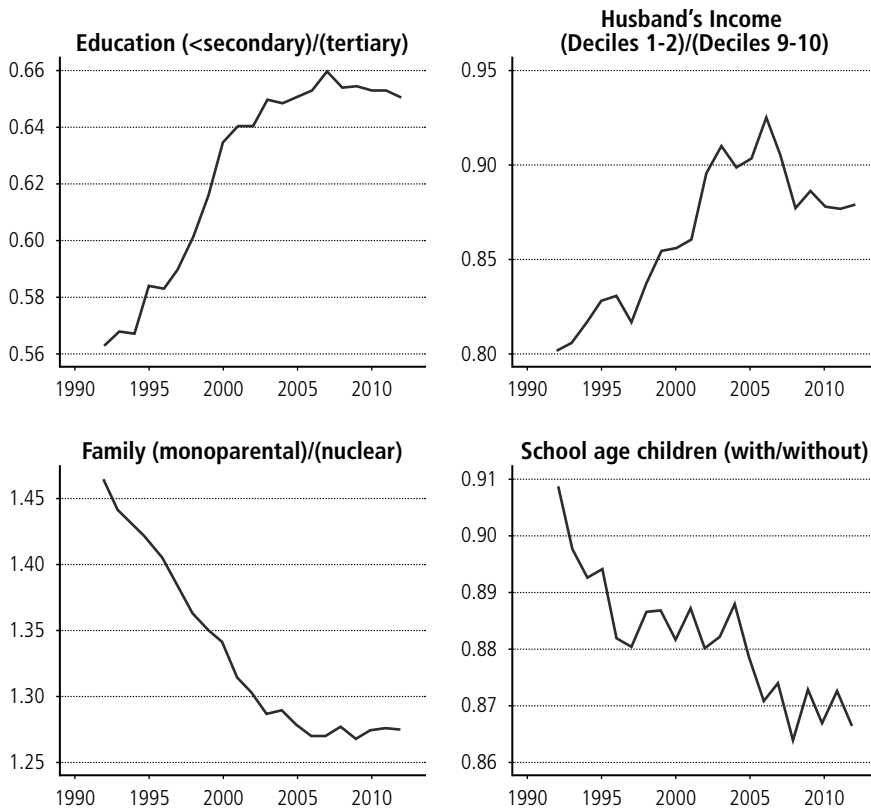 Education (<secondary)/(tertiary)
0.66
0.64
0.62
0.60
0.58
0.56
1990 1995 2000 2005 2010
Husband's Income
(Deciles 1-2)/(Deciles 9-10)
0.95
0.90
0.85
0.80
1990 1995 2000 2005 2010
Family (monoparental)/(nuclear)
1.45
1.40
1.35
1.30
1.25
1990 1995 2000 2005 2010
School age children (with/without)
0.91
0.90
0.89
0.88
0.87
0.86
1990 1995 2000 2005 2010